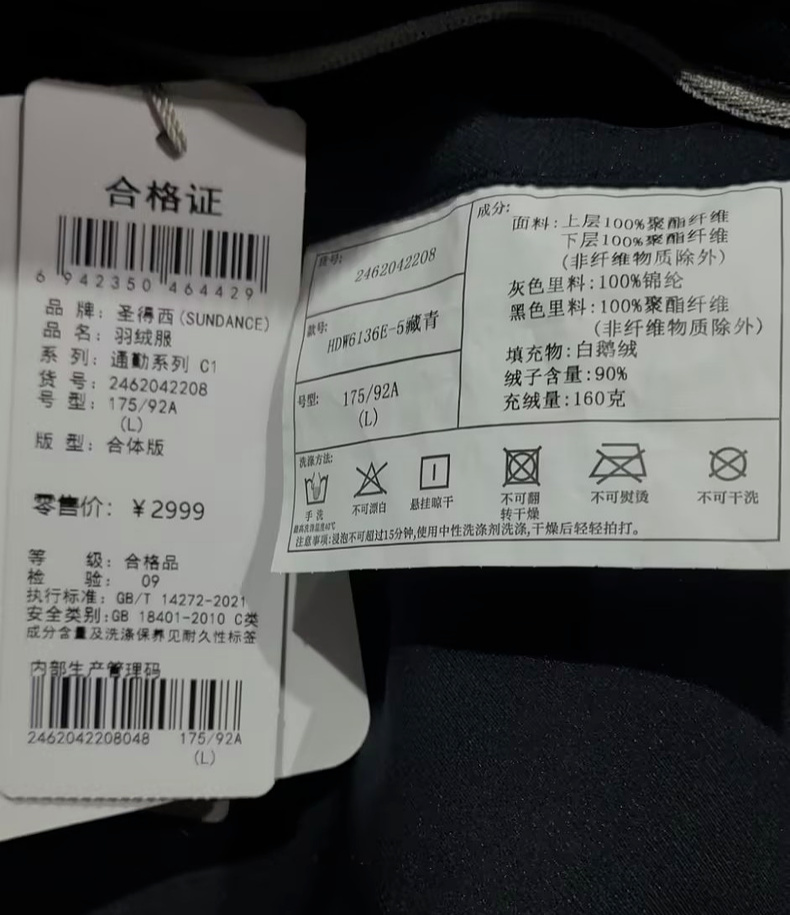 合格证
6 942350 464429
品 牌: 圣得西(SUNDANCE)
品 名: 羽绒服
系 列: 通勤系列 C1
货 号: 2462042208
号 型: 175/92A
(L)
版 型: 合体版
零售价: ¥2999
等 级: 合格品
检 验: 09
执行标准: GB/T 14272-2021
安全类别:GB 18401-2010 C类
成分含量及洗涤保养见耐久性标签
内部生产管理码
2462042208048 175/92A
(L)
货号: 2462042208
款号: HDW6136E-5藏青
号型: 175/92A
(L)
成分:
面料:上层100%聚酯纤维
下层100%聚酯纤维
(非纤维物质除外)
灰色里料:100%锦纶
黑色里料:100%聚酯纤维
(非纤维物质除外)
填充物:白鹅绒
绒子含量:90%
充绒量:160克
洗涤方法:
手洗
最高洗涤温度40℃
不可漂白
悬挂晾干
不可翻
转干燥
不可熨烫
不可干洗
注意事项:浸泡不可超过15分钟,使用中性洗涤剂洗涤,干燥后轻轻拍打。